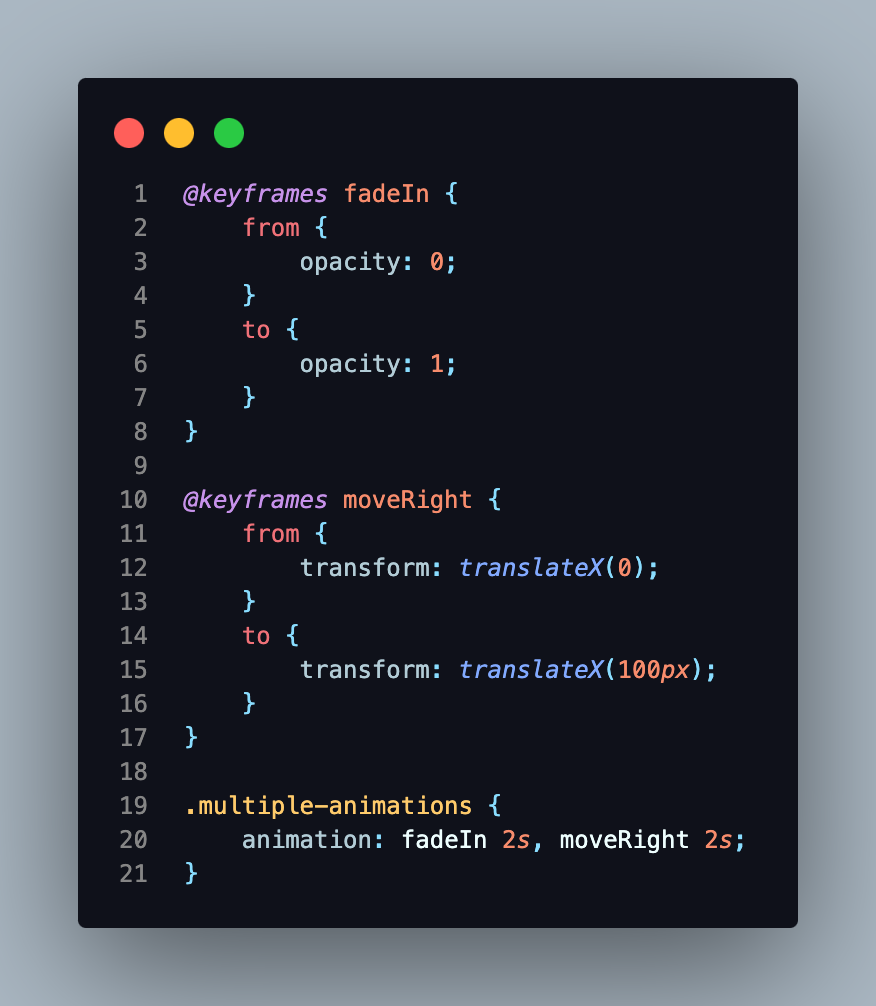 1 @keyframes fadeIn {
2     from {
3         opacity: 0;
4     }
5     to {
6         opacity: 1;
7     }
8 }
9
10 @keyframes moveRight {
11     from {
12         transform: translateX(0);
13     }
14     to {
15         transform: translateX(100px);
16     }
17 }
18
19 .multiple-animations {
20     animation: fadeIn 2s, moveRight 2s;
21 }